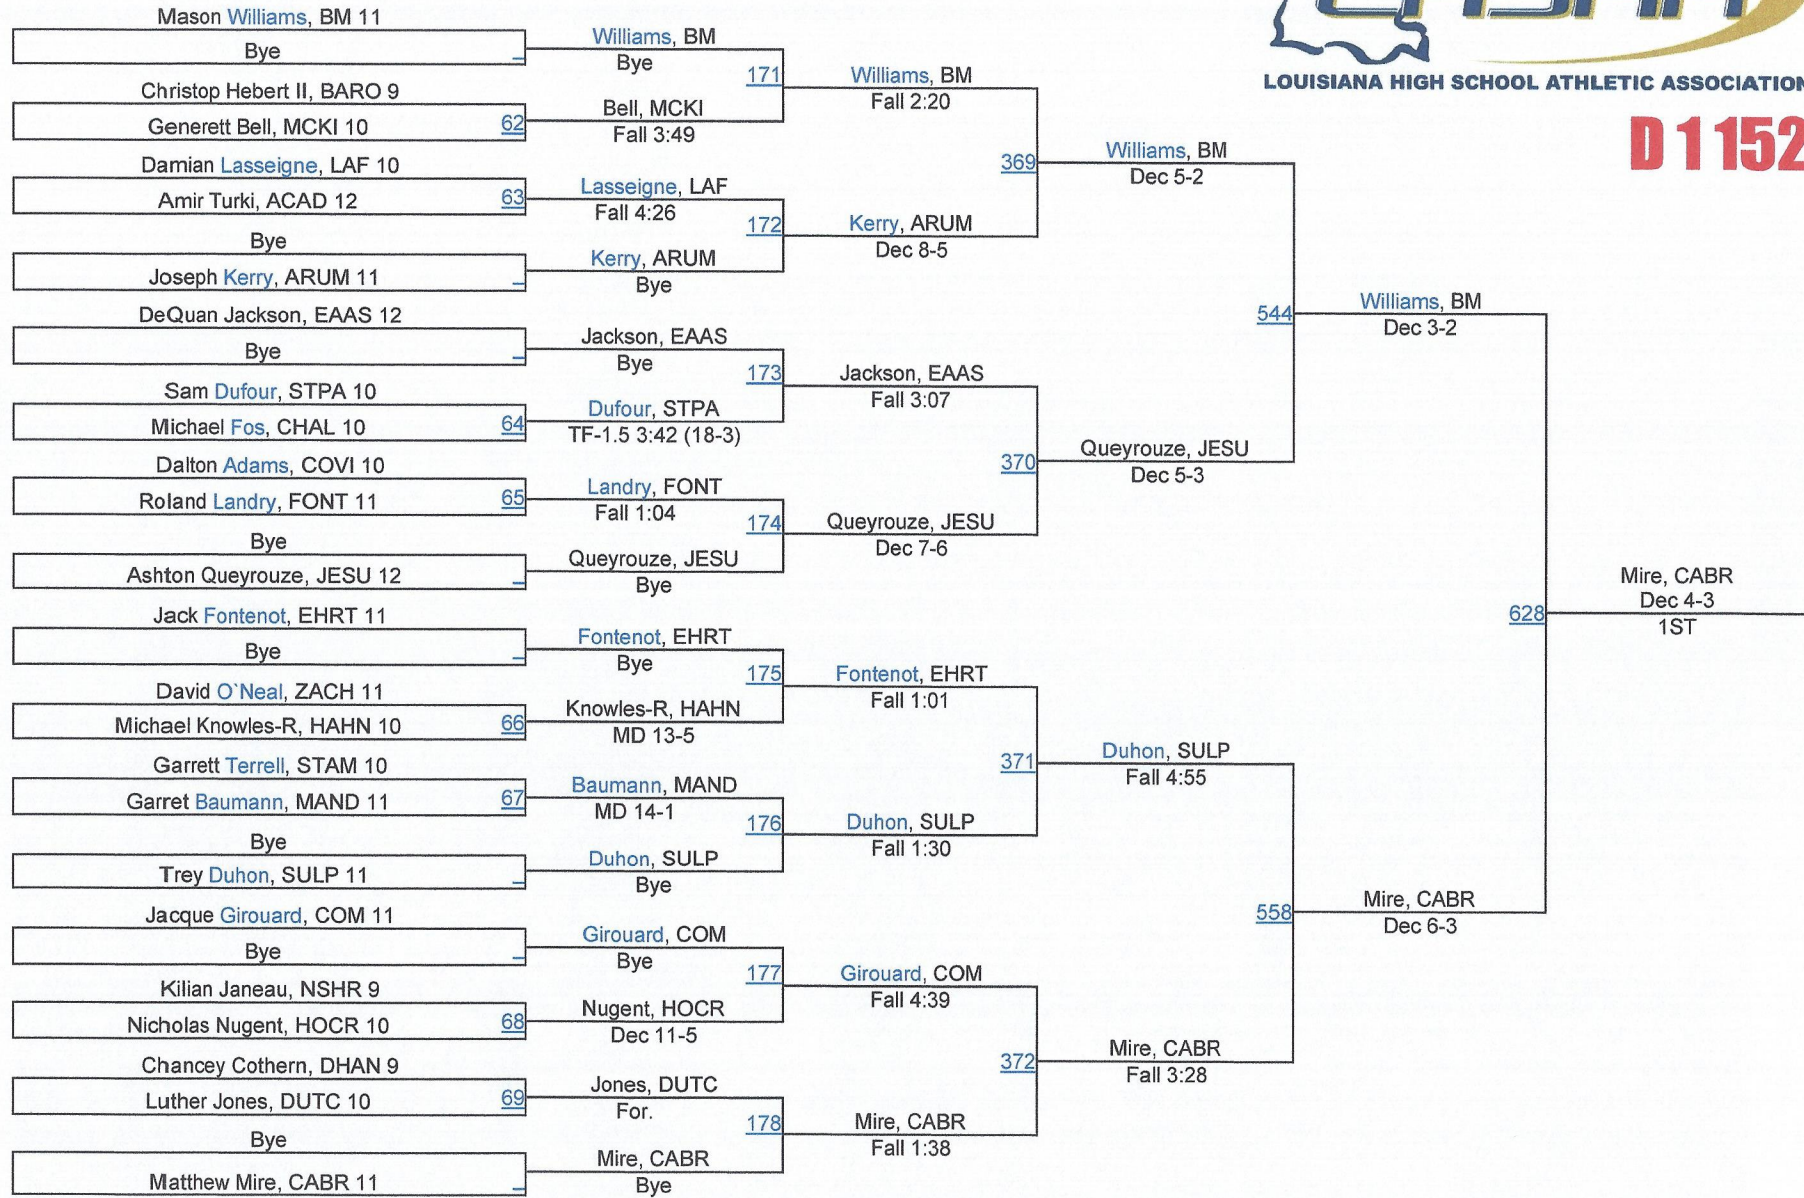 LOUISIANA HIGH SCHOOL ATHLETIC ASSOCIATION
D 1 152
Mason Williams, BM 11
Bye
Christop Hebert II, BARO 9
Generett Bell, MCKI 10
62
Damian Lasseigne, LAF 10
Amir Turki, ACAD 12
63
Bye
Joseph Kerry, ARUM 11
DeQuan Jackson, EAAS 12
Bye
Sam Dufour, STPA 10
Michael Fos, CHAL 10
64
Dalton Adams, COVI 10
Roland Landry, FONT 11
65
Bye
Ashton Queyrouze, JESU 12
Jack Fontenot, EHRT 11
Bye
David O`Neal, ZACH 11
Michael Knowles-R, HAHN 10
66
Garrett Terrell, STAM 10
Garret Baumann, MAND 11
67
Bye
Trey Duhon, SULP 11
Jacque Girouard, COM 11
Bye
Kilian Janeau, NSHR 9
Nicholas Nugent, HOCR 10
68
Chancey Cothern, DHAN 9
Luther Jones, DUTC 10
69
Bye
Matthew Mire, CABR 11
Williams, BM
Bye
171
Bell, MCKI
Fall 3:49
Lasseigne, LAF
Fall 4:26
172
Kerry, ARUM
Bye
Jackson, EAAS
Bye
173
Dufour, STPA
TF-1.5 3:42 (18-3)
Landry, FONT
Fall 1:04
174
Queyrouze, JESU
Bye
Fontenot, EHRT
Bye
175
Knowles-R, HAHN
MD 13-5
Baumann, MAND
MD 14-1
176
Duhon, SULP
Bye
Girouard, COM
Bye
177
Nugent, HOCR
Dec 11-5
Jones, DUTC
For.
178
Mire, CABR
Bye
Williams, BM
Fall 2:20
369
Kerry, ARUM
Dec 8-5
Jackson, EAAS
Fall 3:07
370
Queyrouze, JESU
Dec 7-6
Fontenot, EHRT
Fall 1:01
371
Duhon, SULP
Fall 1:30
Girouard, COM
Fall 4:39
372
Mire, CABR
Fall 1:38
Williams, BM
Dec 5-2
544
Queyrouze, JESU
Dec 5-3
Duhon, SULP
Fall 4:55
558
Mire, CABR
Fall 3:28
Williams, BM
Dec 3-2
628
Mire, CABR
Dec 6-3
Mire, CABR
Dec 4-3
1ST